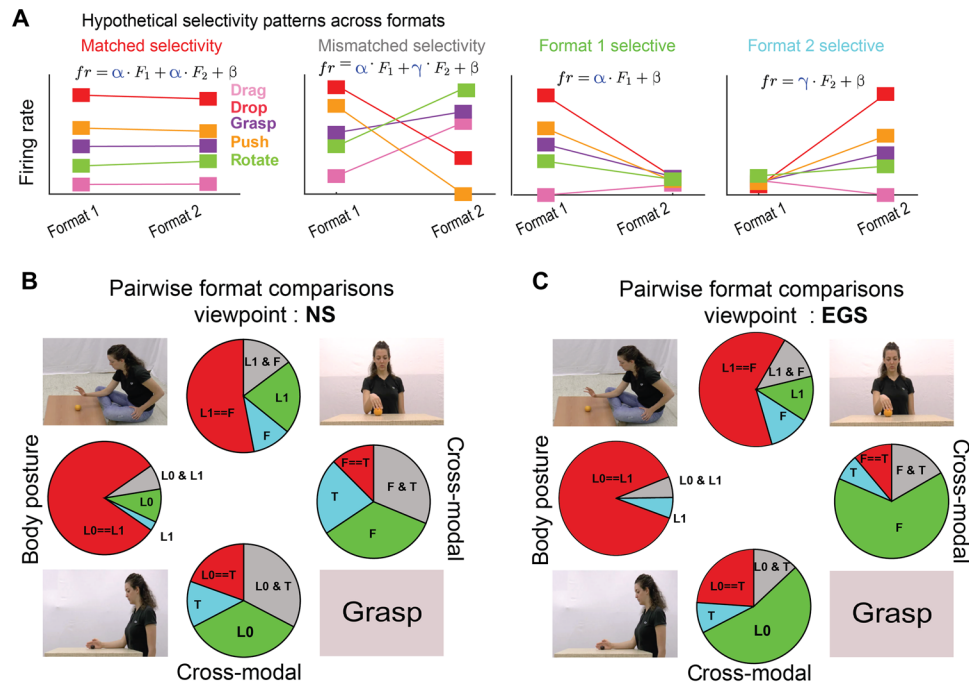 A
Hypothetical selectivity patterns across formats
Matched selectivity
Mismatched selectivity
Format 1 selective
Format 2 selective
fr = α · F₁ + α · F₂ + β
fr = α · F₁ + γ · F₂ + β
fr = α · F₁ + β
fr = γ · F₂ + β
Firing rate
Drag
Drop
Grasp
Push
Rotate
Format 1
Format 2
Format 1
Format 2
Format 1
Format 2
Format 1
Format 2
B
Pairwise format comparisons
viewpoint : NS
L1 & F
L1==F
L1
F
Body posture
L0 & L1
L0
L0==L1
L1
F==T
F & T
T
F
Cross-modal
L0==T
L0 & T
T
L0
Grasp
Cross-modal
C
Pairwise format comparisons
viewpoint : EGS
L1==F
L1 & F
L1
F
Body posture
L0==L1
L0 & L1
L1
F==T
T
F & T
F
Cross-modal
L0==T
L0 & T
T
L0
Grasp
Cross-modal